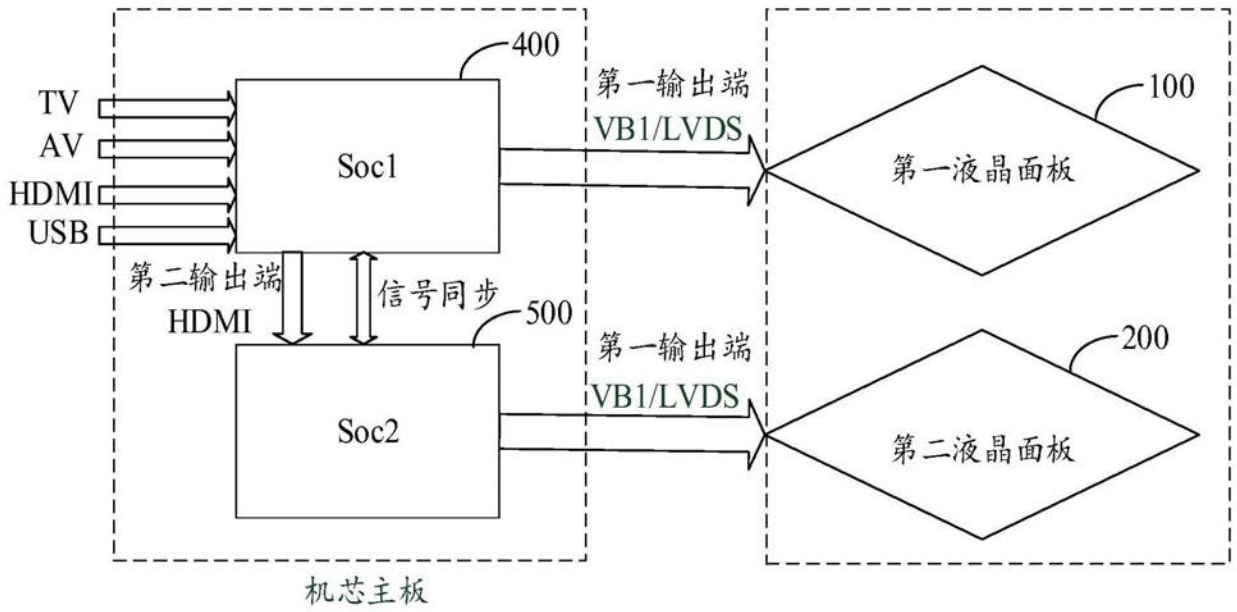 400
TV
AV
HDMI
USB
Soc1
第一输出端
VB1/LVDS
100
第一液晶面板
第二输出端
HDMI
信号同步
500
Soc2
第一输出端
VB1/LVDS
200
第二液晶面板
机芯主板